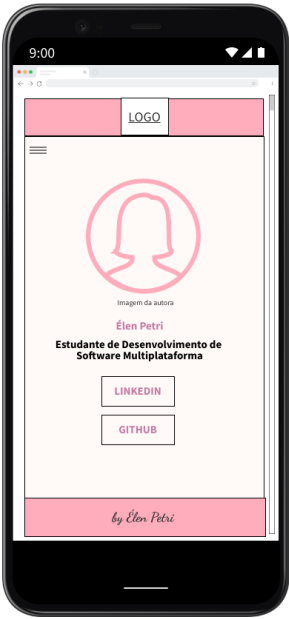 9:00
LOGO
Imagem da autora
Élen Petri
Estudante de Desenvolvimento de
Software Multiplataforma
LINKEDIN
GITHUB
by Élen Petri